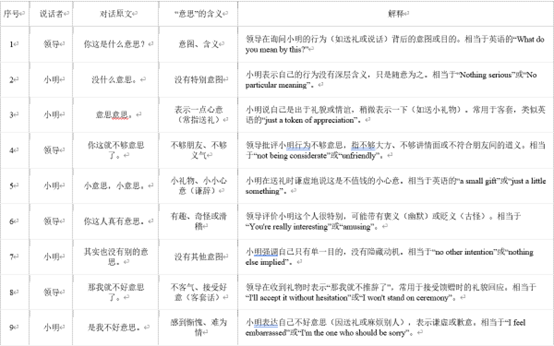 序号 说话者 对话原文 “意思”的含义 解释
1 领导 你这是什么意思？ 意图、含义 领导在询问小明的行为（如送礼或说话）背后的意图或目的。相当于英语的“What do
you mean by this?”
2 小明 没什么意思。 没有特别意图 小明表示自己的行为没有深层含义，只是随意为之。相当于“Nothing serious”或“No
particular meaning”。
3 小明 意思意思。 表示一点心意
（常指送礼） 小明说自己是出于礼貌或情谊，稍微表示一下（如送小礼物）。常用于客套，类似英
语的“just a token of appreciation”。
4 领导 你这就不够意思
了。 不够朋友、不够
义气 领导批评小明行为不够意思，指不够大方、不够讲情面或不符合朋友间的道义。相当
于“not being considerate”或“unfriendly”。
5 小明 小意思，小意思。 小礼物、小小心
意（谦辞） 小明在送礼时谦虚地说这是不值钱的小心意。相当于英语的“a small gift”或“just a little
something”。
6 领导 你这人真有意思。 有趣、奇怪或滑
稽 领导评价小明这个人很特别，可能带有褒义（幽默）或贬义（古怪）。相当于
“You're really interesting”或“amusing”。
7 小明 其实也没有别的意
思。 没有其他意图 小明强调自己只有单一目的，没有隐藏动机。相当于“no other intention”或“nothing
else implied”。
8 领导 那我就不好意思
了。 不客气、接受好
意（客套话） 领导在收到礼物时表示“那我就不推辞了”。常用于接受馈赠时的礼貌回应。相当于
“I'll accept it without hesitation”或“I won't stand on ceremony”。
9 小明 是我不好意思。 感到惭愧、难为
情 小明表达自己不好意思（因送礼或麻烦别人），表示谦虚或歉意。相当于“I feel
embarrassed”或“I'm the one who should be sorry”。